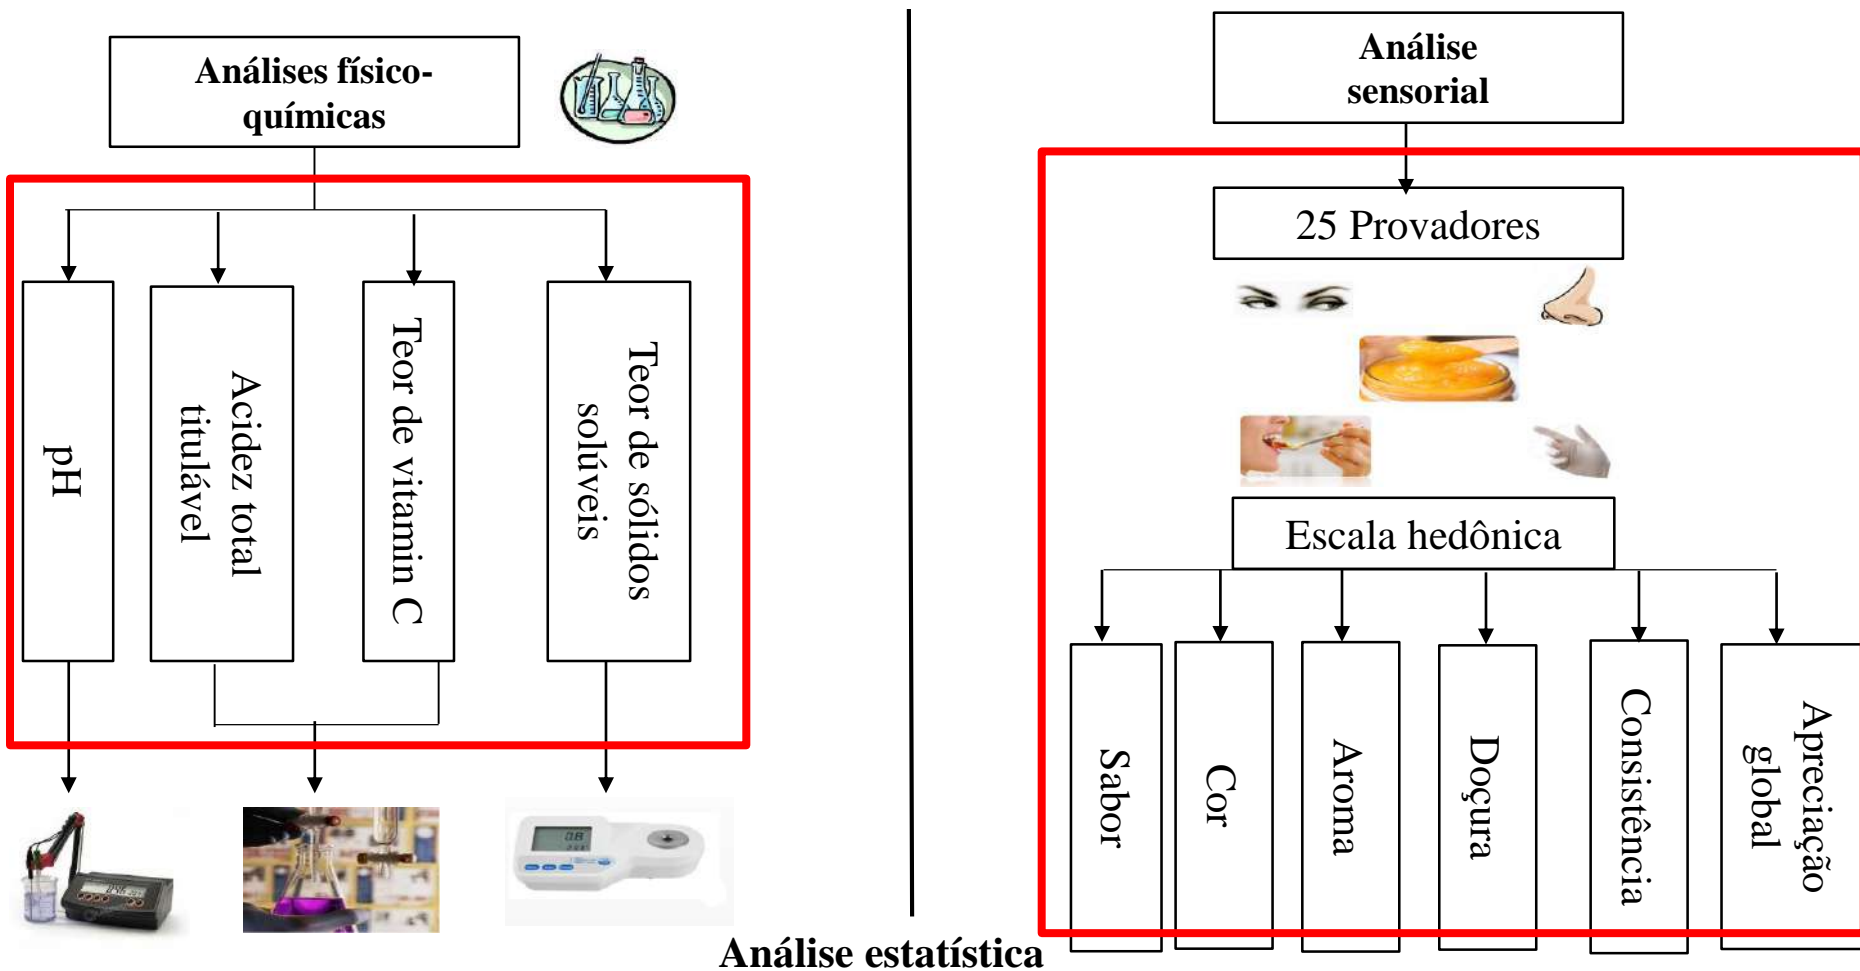 Análises físico-
químicas
pH
Acidez total
titulável
Teor de vitamin C
Teor de sólidos
solúveis
Análise
sensorial
25 Provadores
Escala hedônica
Sabor
Cor
Aroma
Doçura
Consistência
Apreciação
global
Análise estatística